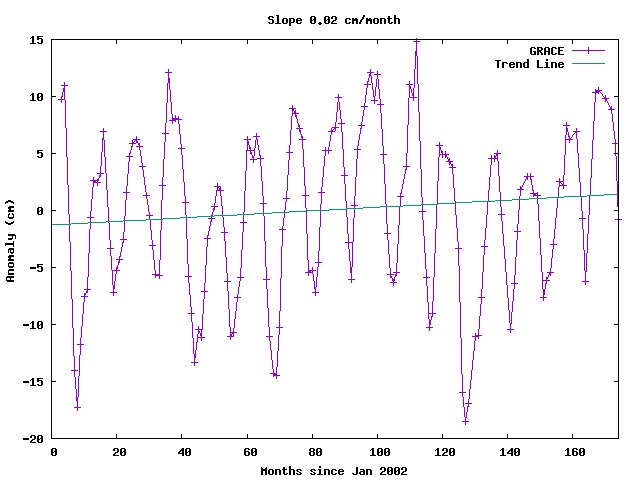 Slope 0.02 cm/month
GRACE
Trend Line
15
10
5
0
-5
-10
-15
-20
Anomaly (cm)
0 20 40 60 80 100 120 140 160
Months since Jan 2002